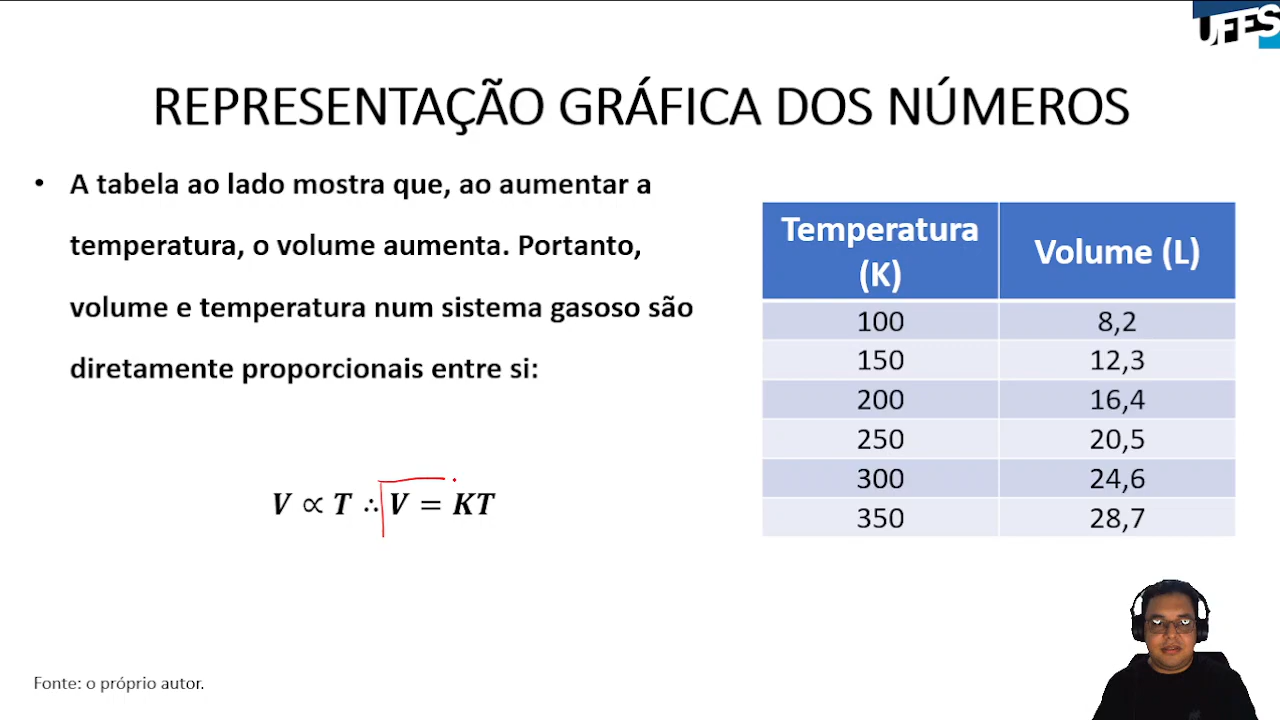 UFES
REPRESENTAÇÃO GRÁFICA DOS NÚMEROS
• A tabela ao lado mostra que, ao aumentar a
temperatura, o volume aumenta. Portanto,
volume e temperatura num sistema gasoso são
diretamente proporcionais entre si:
V ∝ T ∴ V = KT
Temperatura (K) Volume (L)
100 8,2
150 12,3
200 16,4
250 20,5
300 24,6
350 28,7
Fonte: o próprio autor.